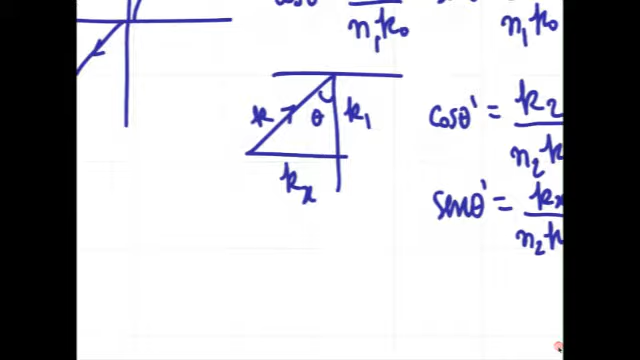 n₁k₀ n₁k₀
k θ k₁
kₓ
cosθ' = k₂
n₂k
sinθ' = kₓ
n₂k